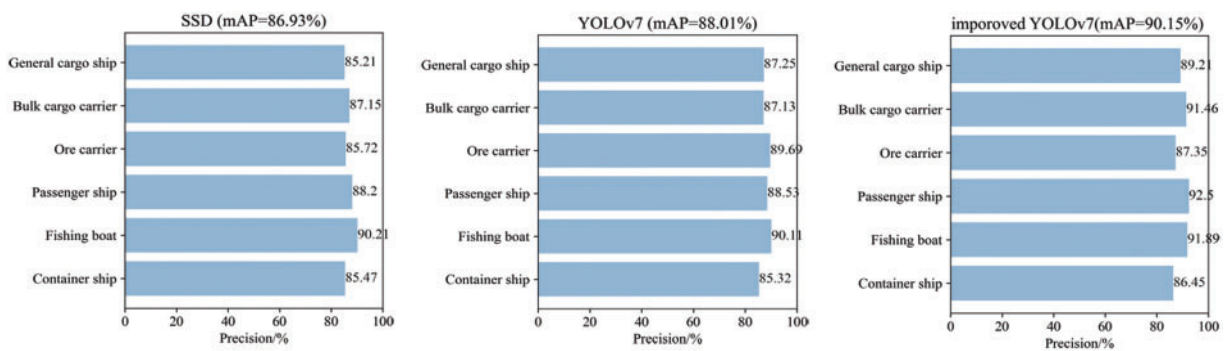 SSD (mAP=86.93%)
General cargo ship 85.21
Bulk cargo carrier 87.15
Ore carrier 85.72
Passenger ship 88.2
Fishing boat 90.21
Container ship 85.47
0 20 40 60 80 100
Precision/%
YOLOv7 (mAP=88.01%)
General cargo ship 87.25
Bulk cargo carrier 87.13
Ore carrier 89.69
Passenger ship 88.53
Fishing boat 90.11
Container ship 85.32
0 20 40 60 80 100
Precision/%
imporoved YOLOv7(mAP=90.15%)
General cargo ship 89.21
Bulk cargo carrier 91.46
Ore carrier 87.35
Passenger ship 92.5
Fishing boat 91.89
Container ship 86.45
0 20 40 60 80 100
Precision/%